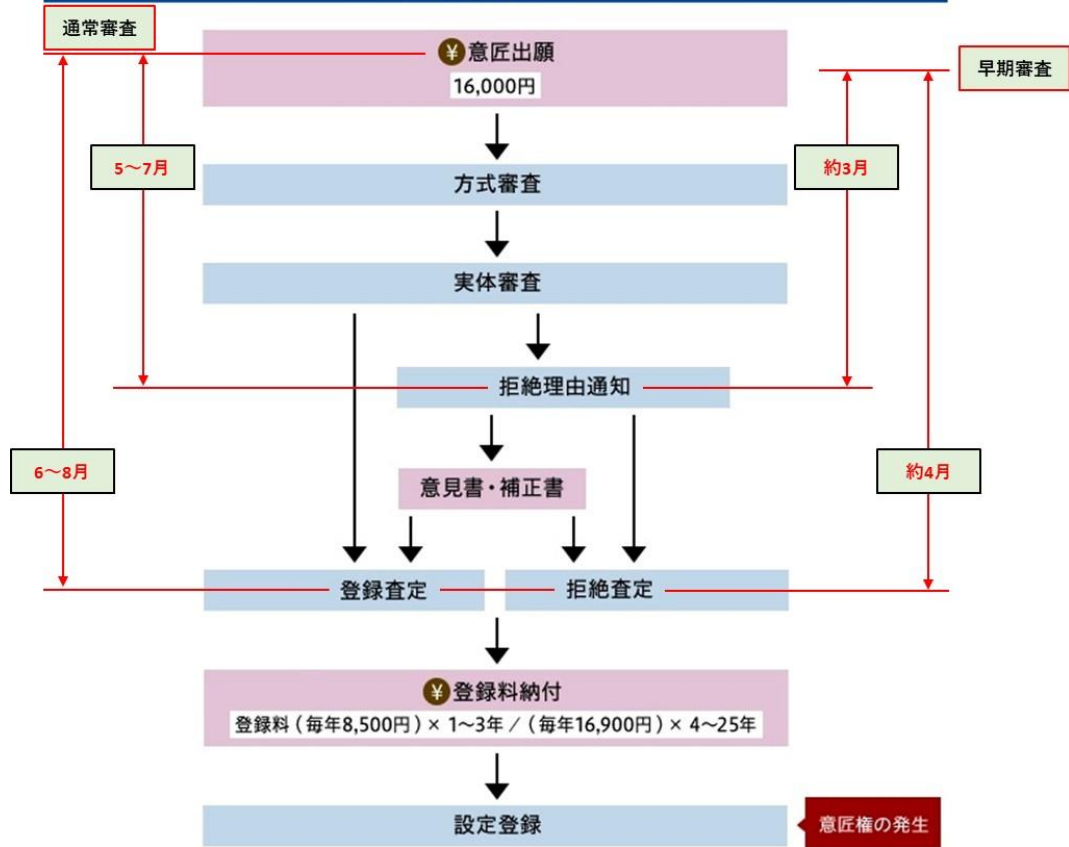 通常審査
¥意匠出願
16,000円
早期審査
5～7月
約3月
方式審査
実体審査
拒絶理由通知
6～8月
約4月
意見書・補正書
登録査定
拒絶査定
¥登録料納付
登録料（毎年8,500円）× 1～3年 / （毎年16,900円）× 4～25年
設定登録
意匠権の発生